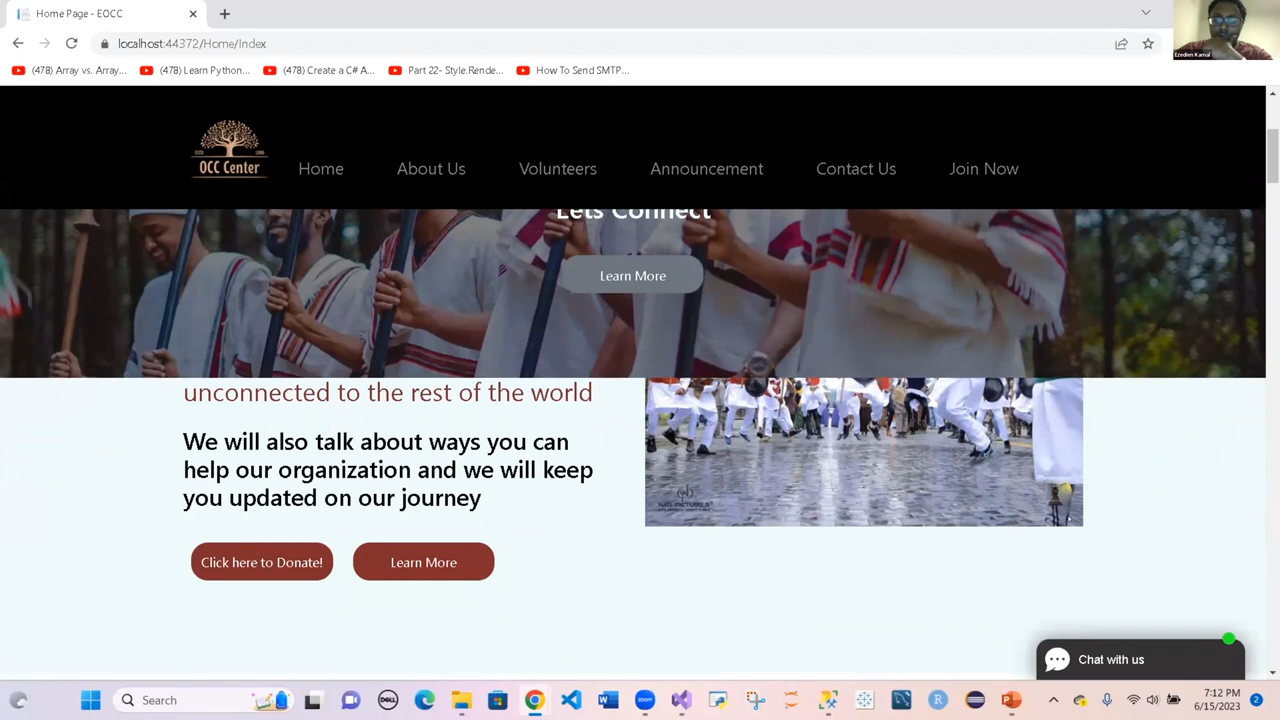 Home Page - EOCC
localhost:44372/Home/Index
Ezedien Kamal
(478) Array vs. Array...
(478) Learn Python...
(478) Create a C# A...
Part 22- Style.Rende...
How To Send SMTP...
OCC Center
Home
About Us
Volunteers
Announcement
Contact Us
Join Now
Lets Connect
Learn More
unconnected to the rest of the world
We will also talk about ways you can
help our organization and we will keep
you updated on our journey
Click here to Donate!
Learn More
Chat with us
Search
DELL
7:12 PM
6/15/2023
2